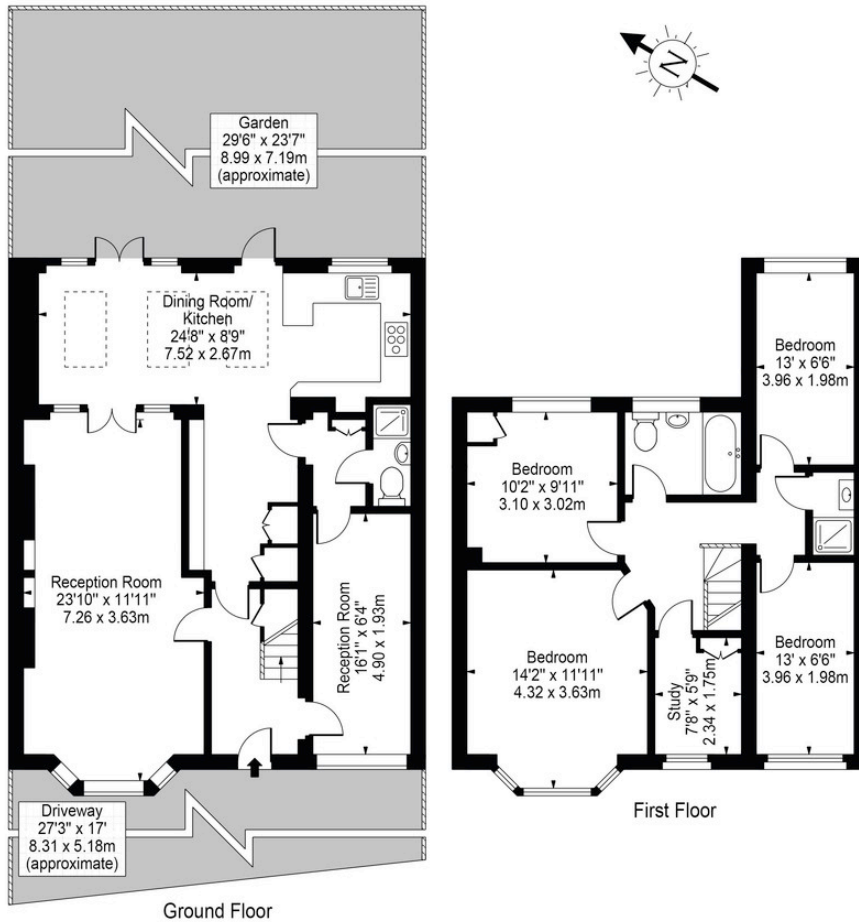 N
Garden
29'6" x 23'7"
8.99 x 7.19m
(approximate)
Dining Room/
Kitchen
24'8" x 8'9"
7.52 x 2.67m
Reception Room
23'10" x 11'11"
7.26 x 3.63m
Reception Room
16'1" x 6'4"
4.90 x 1.93m
Driveway
27'3" x 17'
8.31 x 5.18m
(approximate)
Ground Floor
Bedroom
13' x 6'6"
3.96 x 1.98m
Bedroom
10'2" x 9'11"
3.10 x 3.02m
Bedroom
14'2" x 11'11"
4.32 x 3.63m
Study
7'8" x 5'9"
2.34 x 1.75m
Bedroom
13' x 6'6"
3.96 x 1.98m
First Floor